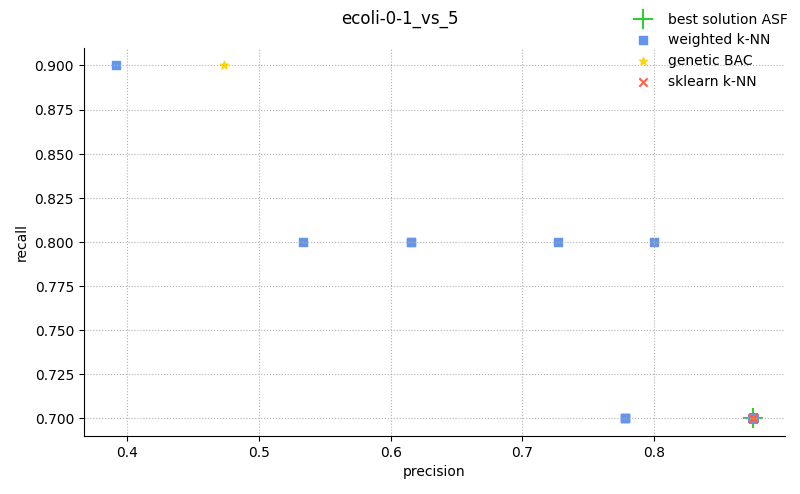 ecoli-0-1_vs_5
best solution ASF
weighted k-NN
genetic BAC
sklearn k-NN
0.900
0.875
0.850
0.825
0.800
0.775
0.750
0.725
0.700
recall
0.4 0.5 0.6 0.7 0.8
precision